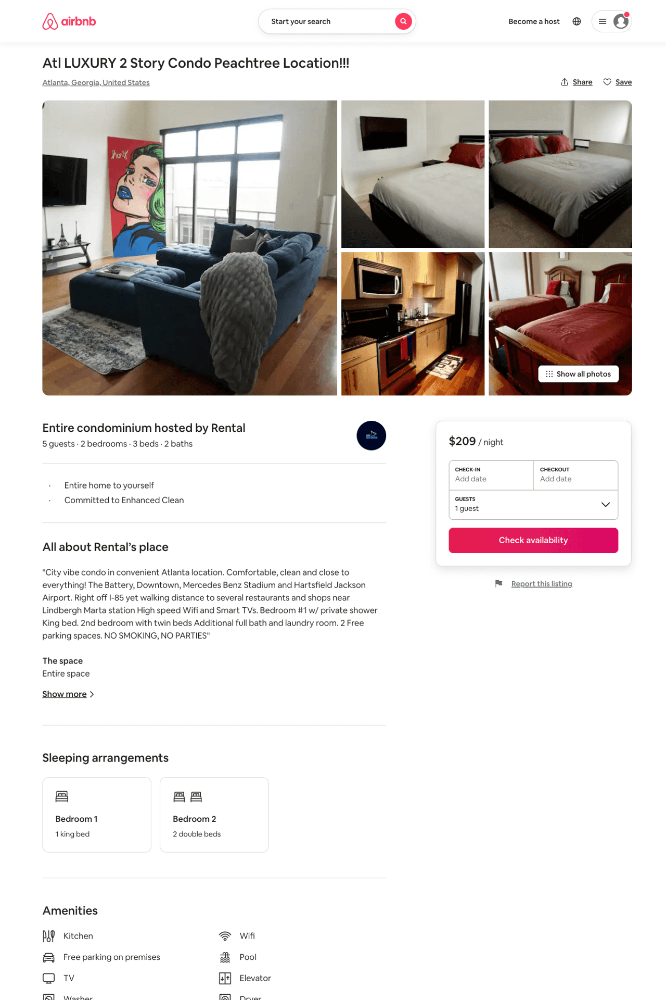 airbnb
Start your search
Become a host
Atl LUXURY 2 Story Condo Peachtree Location!!!
Atlanta, Georgia, United States
Share
Save
Show all photos
Entire condominium hosted by Rental
5 guests · 2 bedrooms · 3 beds · 2 baths
· Entire home to yourself
· Committed to Enhanced Clean
All about Rental’s place
"City vibe condo in convenient Atlanta location. Comfortable, clean and close to
everything! The Battery, Downtown, Mercedes Benz Stadium and Hartsfield Jackson
Airport. Right off I-85 yet walking distance to several restaurants and shops near
Lindbergh Marta station High speed Wifi and Smart TVs. Bedroom #1 w/ private shower
King bed. 2nd bedroom with twin beds Additional full bath and laundry room. 2 Free
parking spaces. NO SMOKING, NO PARTIES"
The space
Entire space
Show more
$209 / night
CHECK-IN
Add date
CHECKOUT
Add date
GUESTS
1 guest
Check availability
Report this listing
Sleeping arrangements
Bedroom 1
1 king bed
Bedroom 2
2 double beds
Amenities
Kitchen
Wifi
Free parking on premises
Pool
TV
Elevator
Washer
Dryer